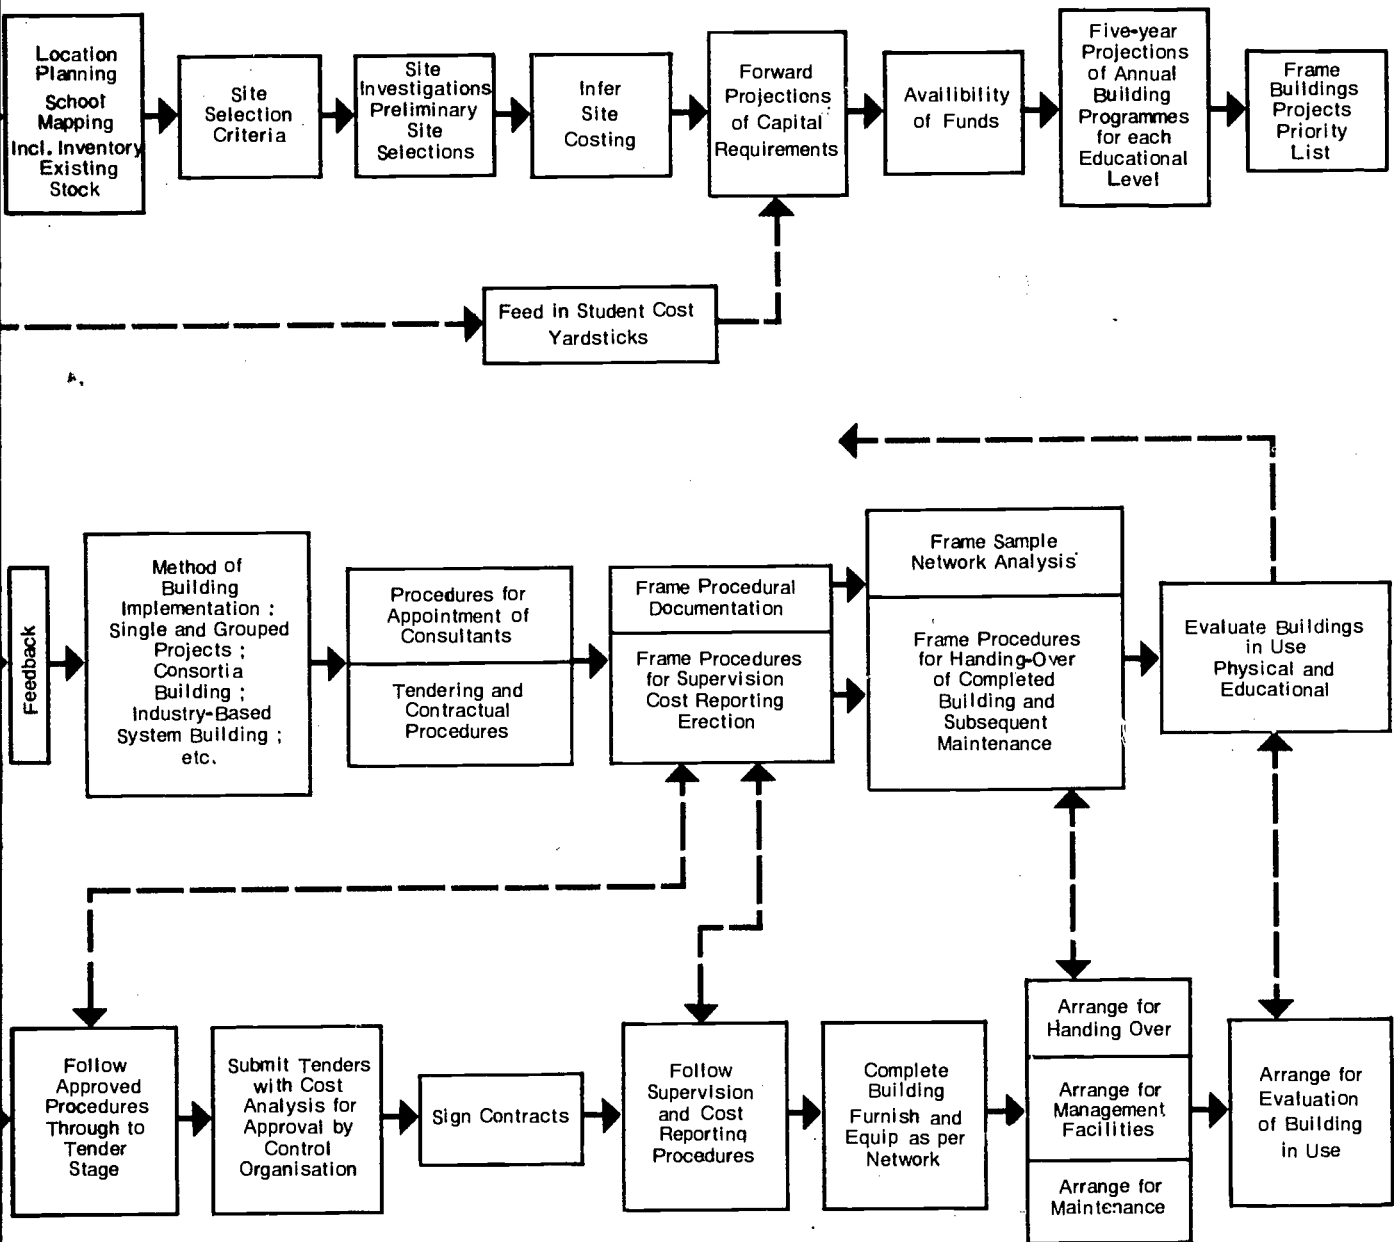 Location
Planning
School
Mapping
Incl. Inventory
Existing
Stock
Site
Selection
Criteria
Site
Investigations
Preliminary
Site
Selections
Infer
Site
Costing
Forward
Projections
of Capital
Requirements
Availibility
of Funds
Five-year
Projections
of Annual
Building
Programmes
for each
Educational
Level
Frame
Buildings
Projects
Priority
List
Feed in Student Cost
Yardsticks
Feedback
Method of
Building
Implementation :
Single and Grouped
Projects ;
Consortia
Building ;
Industry-Based
System Building ;
etc.
Procedures for
Appointment of
Consultants
Tendering and
Contractual
Procedures
Frame Procedural
Documentation
Frame Procedures
for Supervision
Cost Reporting
Erection
Frame Sample
Network Analysis
Frame Procedures
for Handing-Over
of Completed
Building and
Subsequent
Maintenance
Evaluate Buildings
in Use
Physical and
Educational
Follow
Approved
Procedures
Through to
Tender
Stage
Submit Tenders
with Cost
Analysis for
Approval by
Control
Organisation
Sign Contracts
Follow
Supervision
and Cost
Reporting
Procedures
Complete
Building
Furnish and
Equip as per
Network
Arrange for
Handing Over
Arrange for
Management
Facilities
Arrange for
Maintenance
Arrange for
Evaluation
of Building
in Use